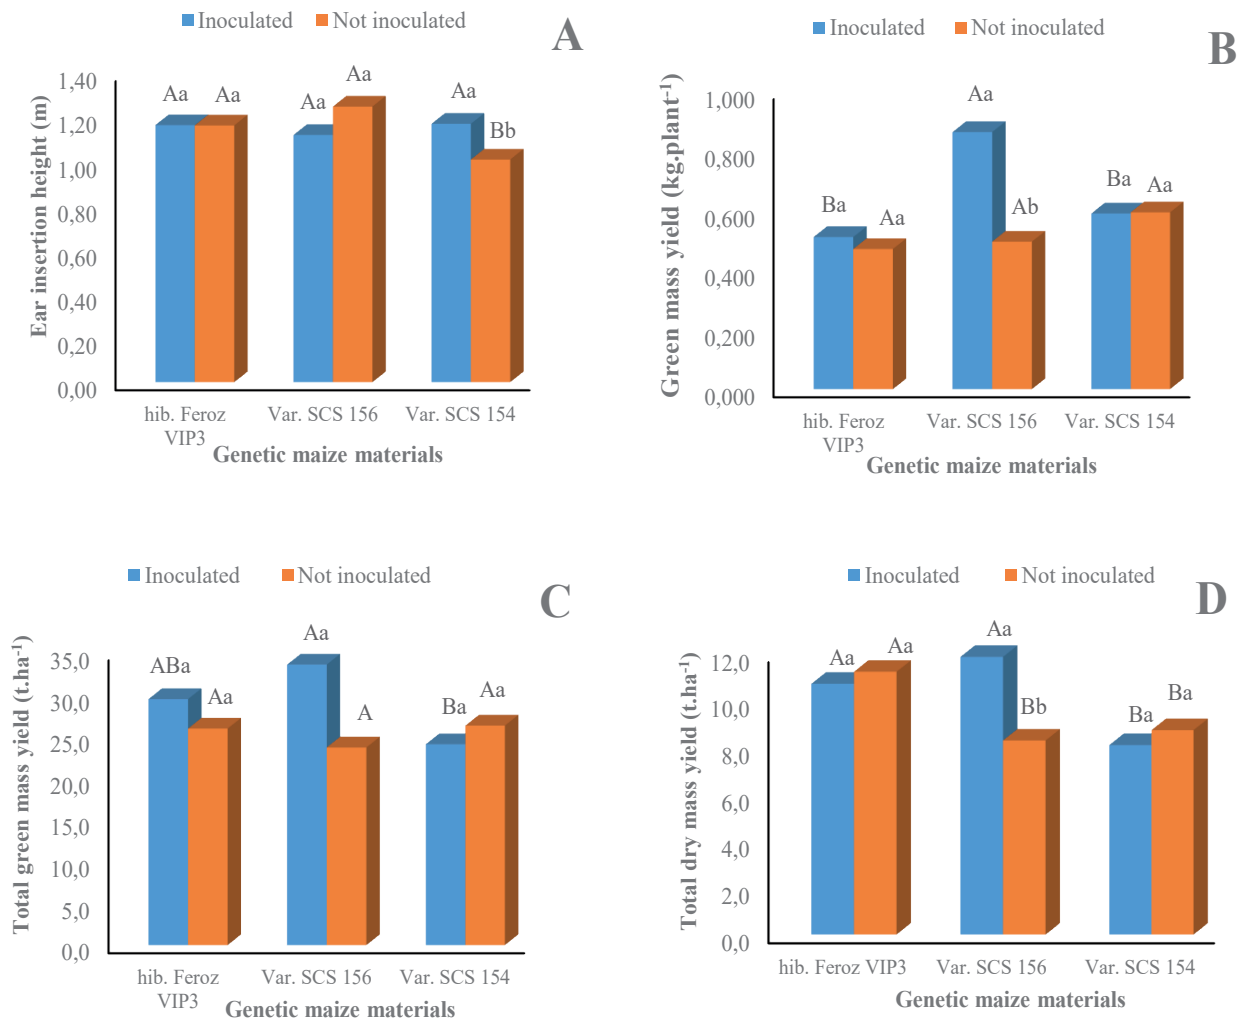 Inoculated Not inoculated
A
Ear insertion height (m)
1,40
1,20
1,00
0,80
0,60
0,40
0,20
0,00
Aa Aa Aa Aa Aa Bb
hib. Feroz VIP3 Var. SCS 156 Var. SCS 154
Genetic maize materials
Inoculated Not inoculated
B
Green mass yield (kg.plant⁻¹)
1,000
0,800
0,600
0,400
0,200
0,000
Ba Aa Aa Ab Ba Aa
hib. Feroz VIP3 Var. SCS 156 Var. SCS 154
Genetic maize materials
Inoculated Not inoculated
C
Total green mass yield (t.ha⁻¹)
35,0
30,0
25,0
20,0
15,0
10,0
5,0
0,0
ABa Aa Aa A Ba Aa
hib. Feroz VIP3 Var. SCS 156 Var. SCS 154
Genetic maize materials
Inoculated Not inoculated
D
Total dry mass yield (t.ha⁻¹)
12,0
10,0
8,0
6,0
4,0
2,0
0,0
Aa Aa Aa Bb Ba Ba
hib. Feroz VIP3 Var. SCS 156 Var. SCS 154
Genetic maize materials